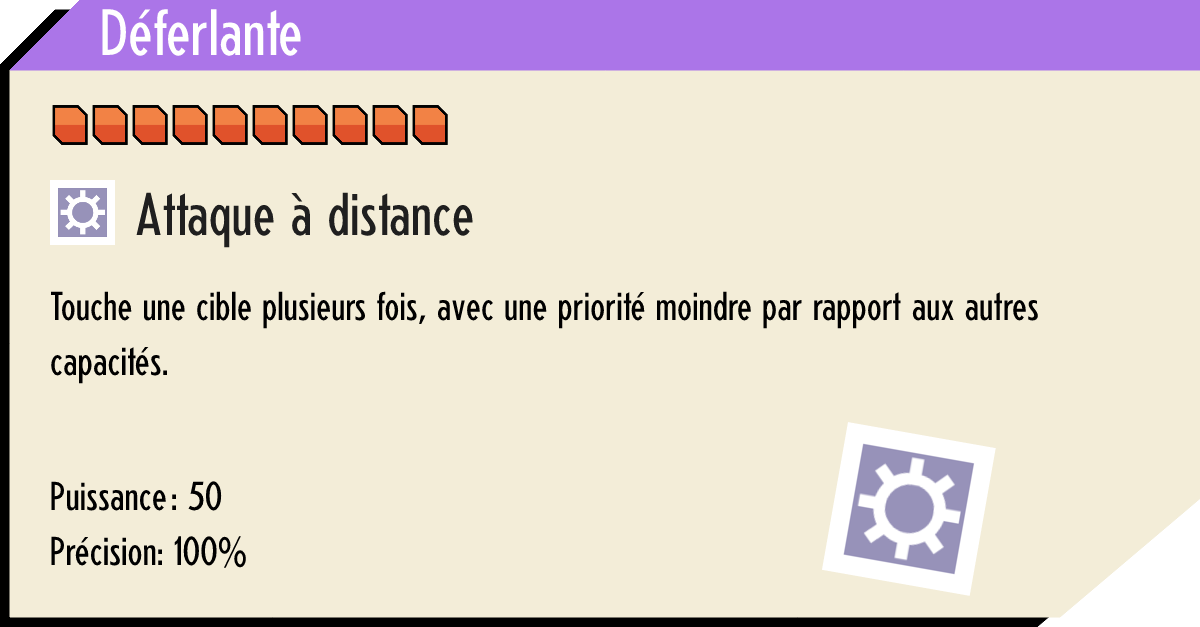 Déferlante
Attaque à distance
Touche une cible plusieurs fois, avec une priorité moindre par rapport aux autres
capacités.
Puissance : 50
Précision: 100%